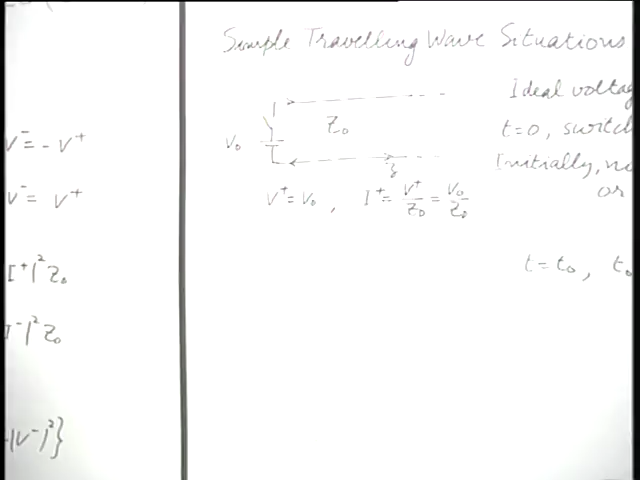 V⁻ = - V⁺
V⁻ = V⁺
I⁺|² Z₀
I⁻|² Z₀
|V⁻|²}
Simple Travelling Wave Situations
Ideal voltag
Z₀
V₀
t=0, switch
z
Initially, no
or
V⁺ = V₀ , I⁺ = V⁺/Z₀ = V₀/Z₀
t = t₀ , t₀